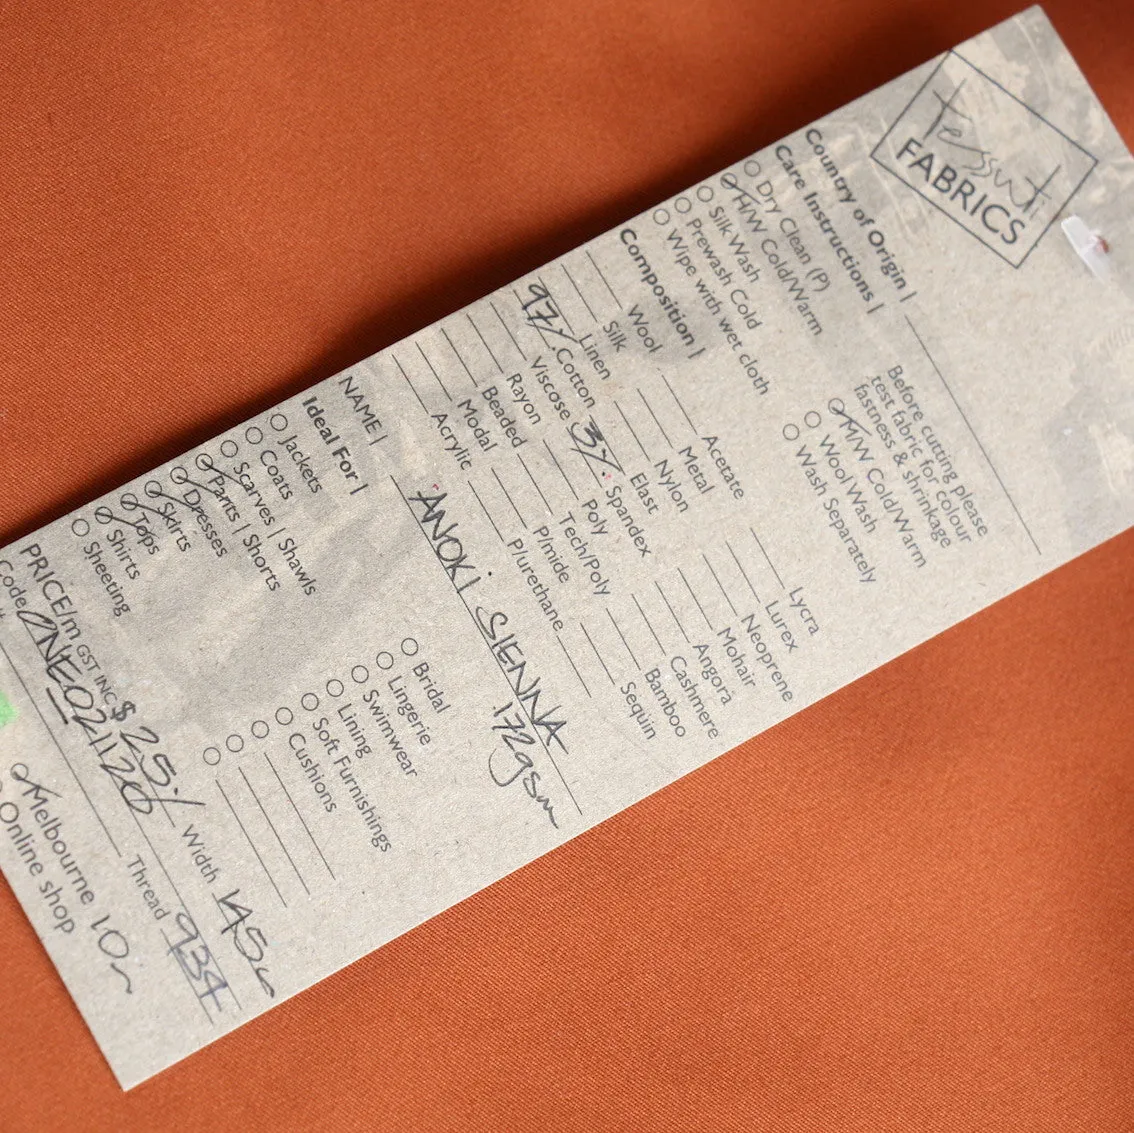 tessuti
FABRICS
Country of Origin |
Care Instructions |
Dry Clean (P)
H/W Cold/Warm
Silk Wash
Prewash Cold
Wipe with wet cloth
Before cutting please
test fabric for colour
fastness & shrinkage
M/W Cold/Warm
Wool Wash
Wash Separately
Composition |
Wool
Silk
Linen
97% Cotton
Viscose
Rayon
Beaded
Modal
Acrylic
Acetate
Metal
Nylon
Elast
3% Spandex
Poly
Tech/Poly
P/mide
P/urethane
Lycra
Lurex
Neoprene
Mohair
Angora
Cashmere
Bamboo
Sequin
NAME | ANOKI SIENNA
172gsm
Ideal For |
Jackets
Coats
Scarves | Shawls
Pants | Shorts
Dresses
Skirts
Tops
Shirts
Sheeting
Bridal
Lingerie
Swimwear
Lining
Soft Furnishings
Cushions
PRICE/m GST INC $ 25./ Width 145cm
Code ONE021120 Thread 934
Melbourne 10m
Online shop